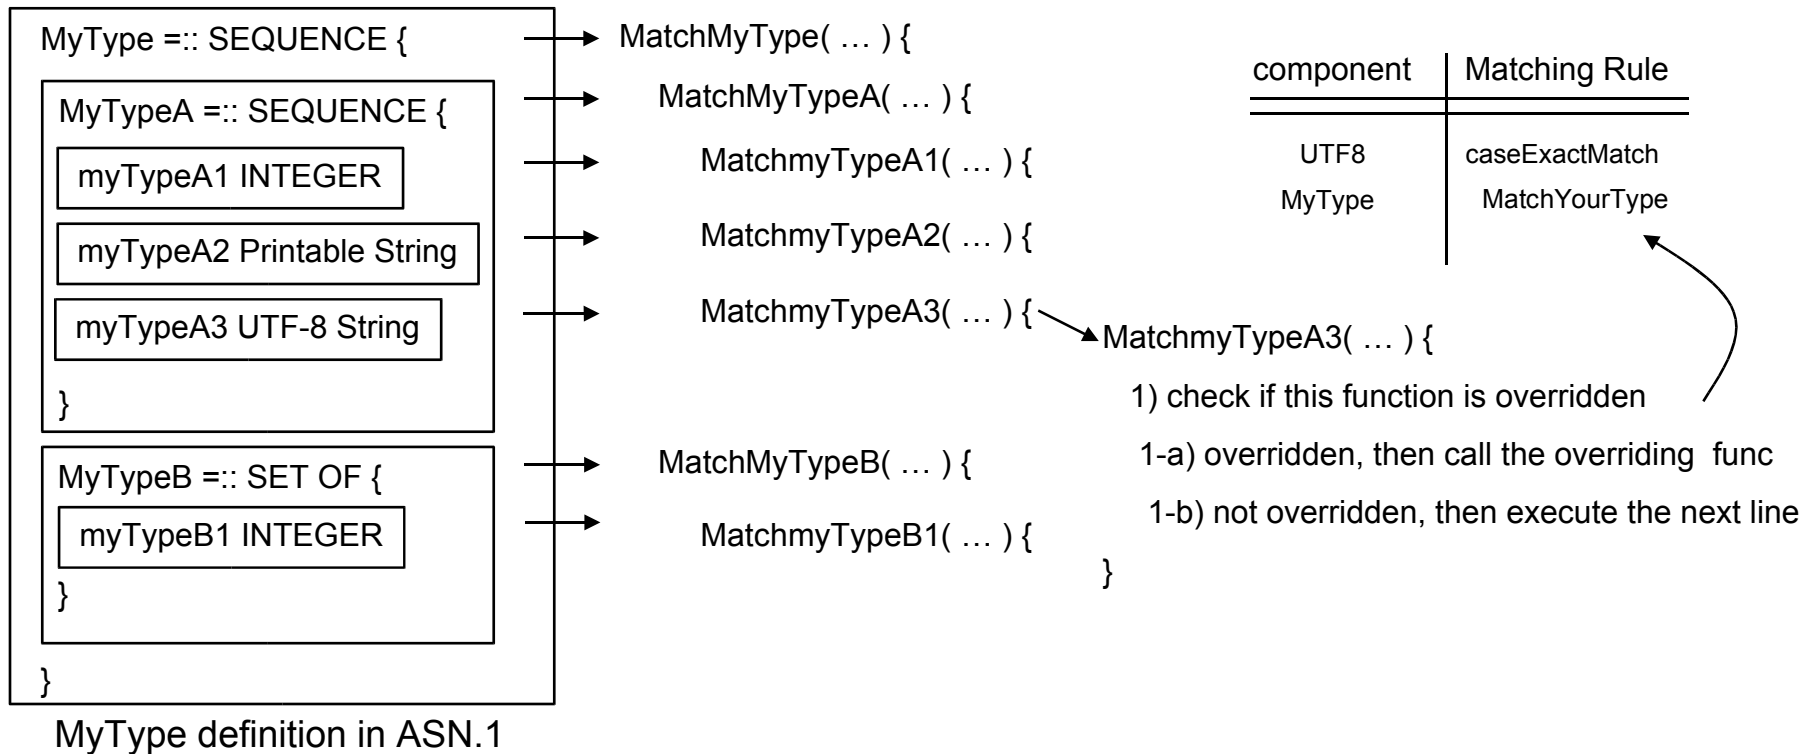 MyType =:: SEQUENCE {
MyTypeA =:: SEQUENCE {
myTypeA1 INTEGER
myTypeA2 Printable String
myTypeA3 UTF-8 String
}
MyTypeB =:: SET OF {
myTypeB1 INTEGER
}
}
MyType definition in ASN.1
MatchMyType( … ) {
MatchMyTypeA( … ) {
MatchmyTypeA1( … ) {
MatchmyTypeA2( … ) {
MatchmyTypeA3( … ) {
MatchMyTypeB( … ) {
MatchmyTypeB1( … ) {
component Matching Rule
UTF8 caseExactMatch
MyType MatchYourType
MatchmyTypeA3( … ) {
1) check if this function is overridden
1-a) overridden, then call the overriding func
1-b) not overridden, then execute the next line
}